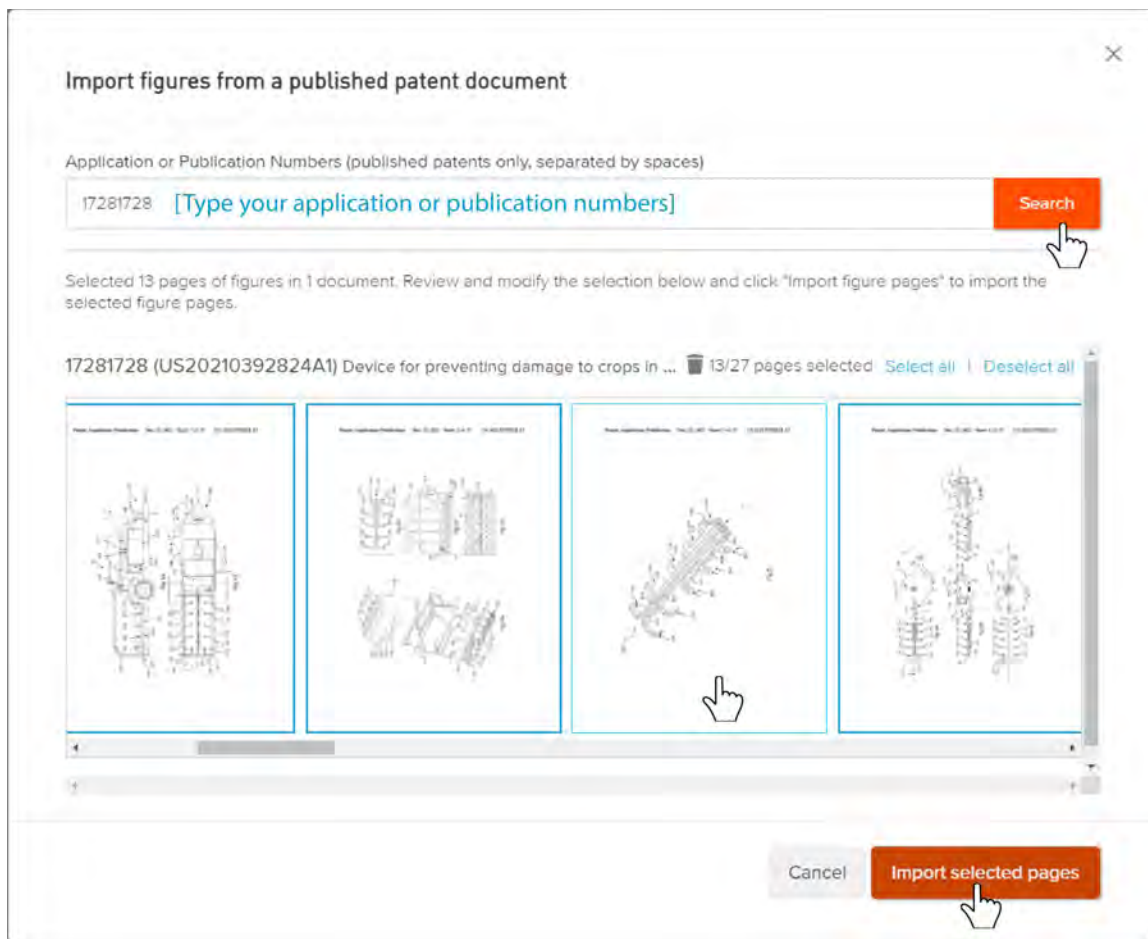 Import figures from a published patent document
Application or Publication Numbers (published patents only, separated by spaces)
17281728 [Type your application or publication numbers]
Search
Selected 13 pages of figures in 1 document. Review and modify the selection below and click "Import figure pages" to import the
selected figure pages.
17281728 (US20210392824A1) Device for preventing damage to crops in ... 13/27 pages selected Select all | Deselect all
Cancel
Import selected pages